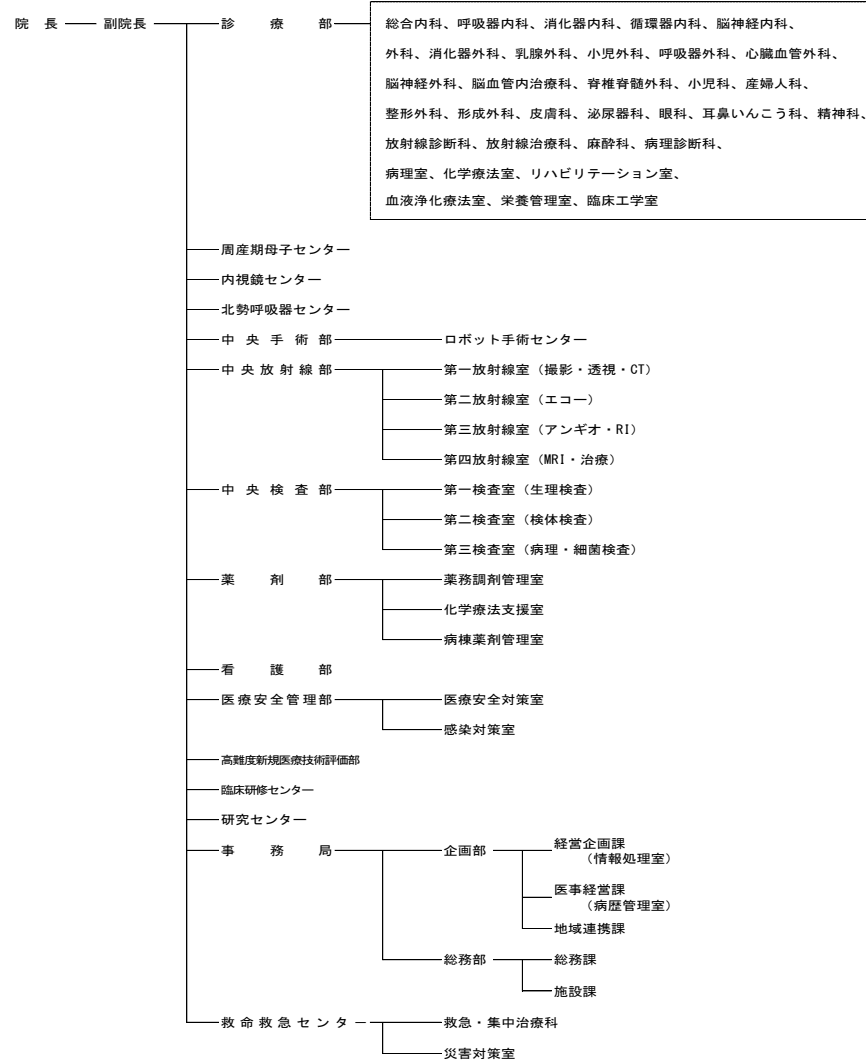 院長 副院長 診療部 総合内科、呼吸器内科、消化器内科、循環器内科、脳神経内科、
外科、消化器外科、乳腺外科、小児外科、呼吸器外科、心臓血管外科、
脳神経外科、脳血管内治療科、脊椎脊髄外科、小児科、産婦人科、
整形外科、形成外科、皮膚科、泌尿器科、眼科、耳鼻いんこう科、精神科、
放射線診断科、放射線治療科、麻酔科、病理診断科、
病理室、化学療法室、リハビリテーション室、
血液浄化療法室、栄養管理室、臨床工学室
周産期母子センター
内視鏡センター
北勢呼吸器センター
中央手術部 ロボット手術センター
中央放射線部 第一放射線室（撮影・透視・CT）
第二放射線室（エコー）
第三放射線室（アンギオ・RI）
第四放射線室（MRI・治療）
中央検査部 第一検査室（生理検査）
第二検査室（検体検査）
第三検査室（病理・細菌検査）
薬剤部 薬務調剤管理室
化学療法支援室
病棟薬剤管理室
看護部
医療安全管理部 医療安全対策室
感染対策室
高難度新規医療技術評価部
臨床研修センター
研究センター
事務局 企画部 経営企画課
（情報処理室）
医事経営課
（病歴管理室）
地域連携課
総務部 総務課
施設課
救命救急センター 救急・集中治療科
災害対策室